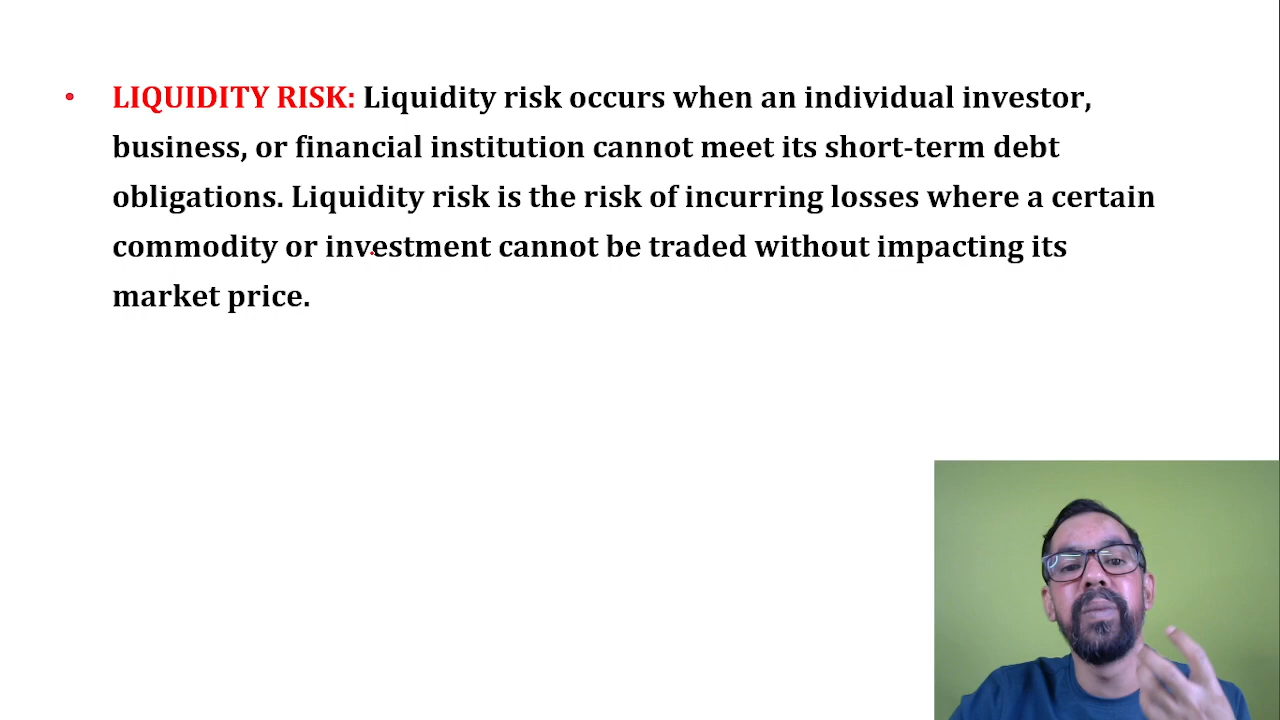 • LIQUIDITY RISK: Liquidity risk occurs when an individual investor,
business, or financial institution cannot meet its short-term debt
obligations. Liquidity risk is the risk of incurring losses where a certain
commodity or investment cannot be traded without impacting its
market price.